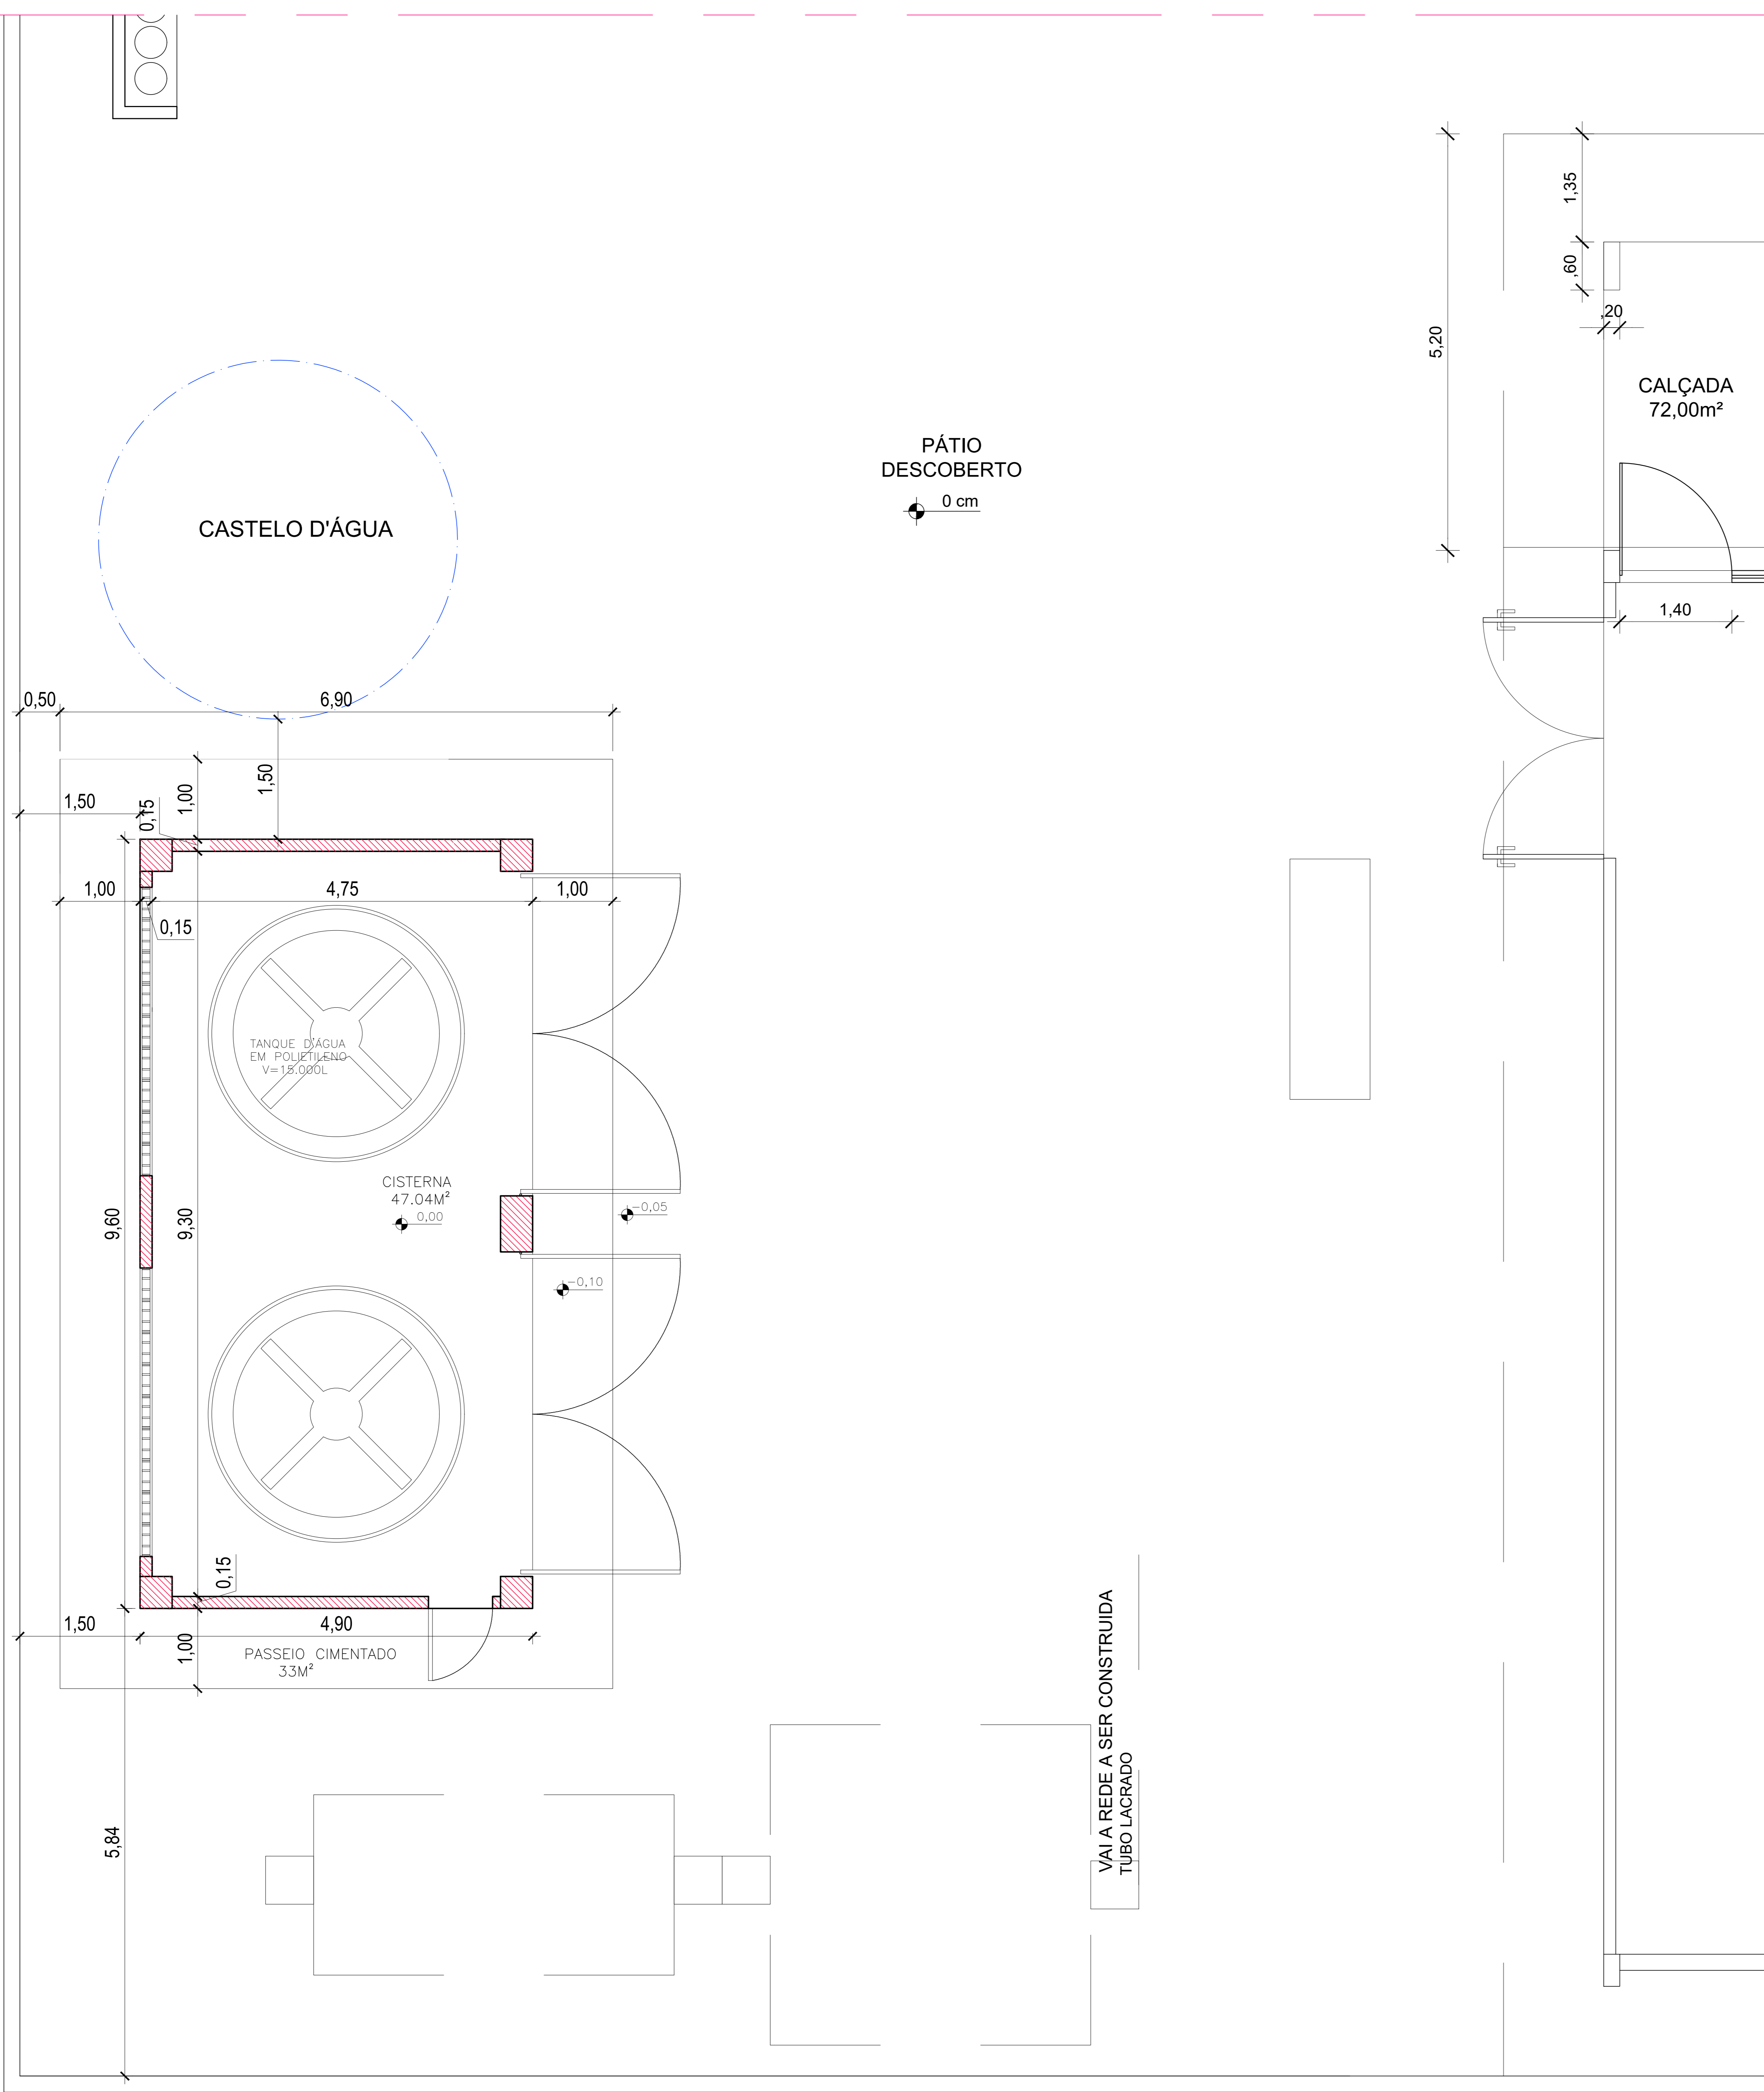 1,35
,60
,20
5,20
CALÇADA
72,00m²
PÁTIO
DESCOBERTO
0 cm
CASTELO D'ÁGUA
1,40
0,50
6,90
1,50
1,00
1,50
0,15
1,00
4,75
1,00
0,15
TANQUE D'ÁGUA
EM POLIETILENO
V=15.000L
CISTERNA
47.04M²
0,00
-0,05
9,60
9,30
-0,10
0,15
1,50
4,90
1,00
PASSEIO CIMENTADO
33M²
VAI A REDE A SER CONSTRUIDA
TUBO LACRADO
5,84